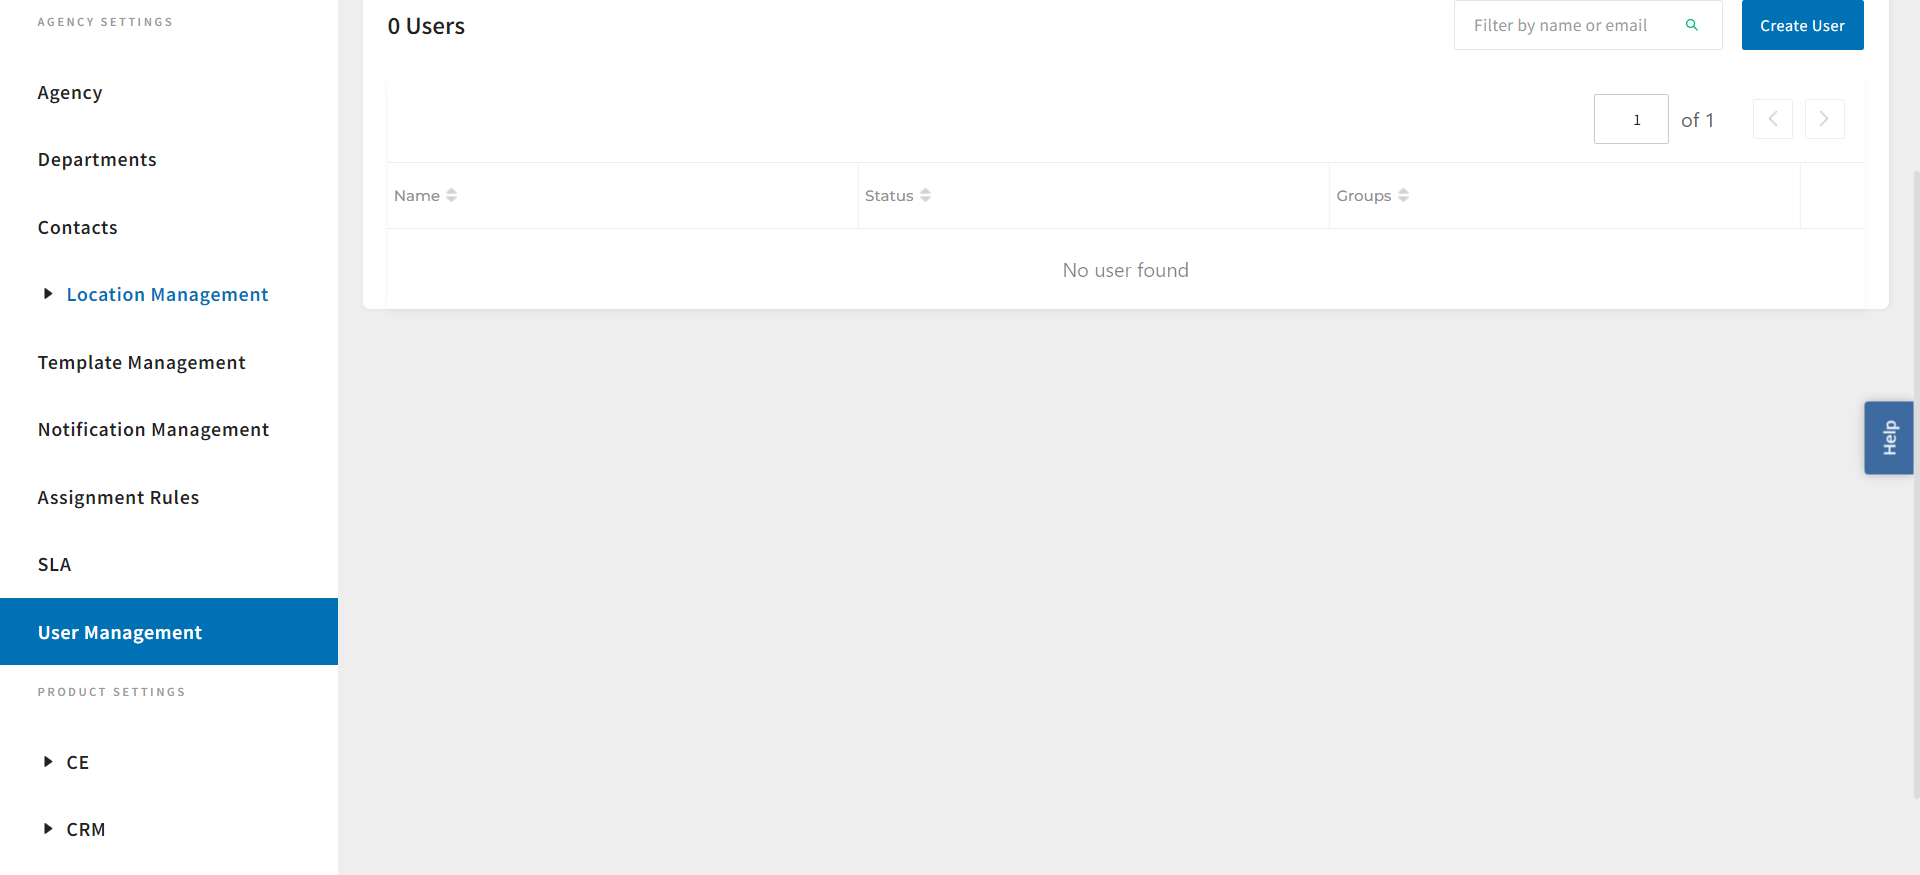 AGENCY SETTINGS
Agency
Departments
Contacts
Location Management
Template Management
Notification Management
Assignment Rules
SLA
User Management
PRODUCT SETTINGS
CE
CRM
0 Users
Filter by name or email
Create User
1 of 1
Name Status Groups
No user found
Help